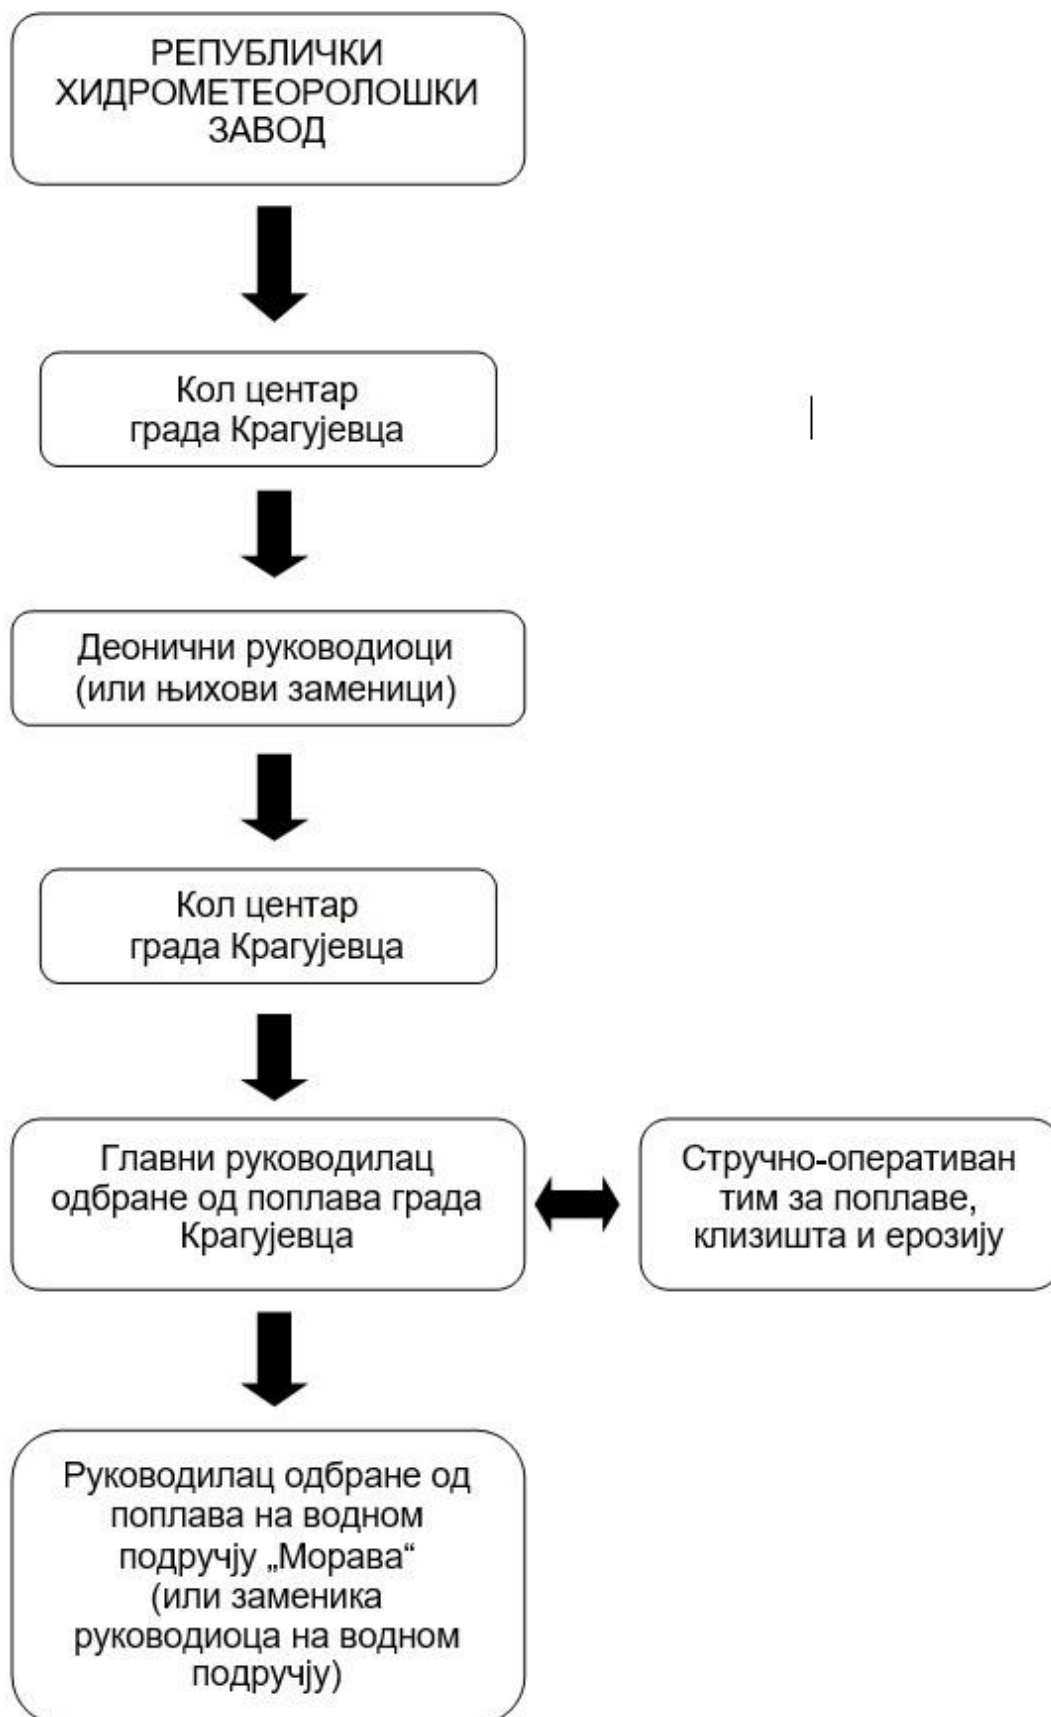 РЕПУБЛИЧКИ
ХИДРОМЕТЕОРОЛОШКИ
ЗАВОД
Кол центар
града Крагујевца
Деонични руководиоци
(или њихови заменици)
Кол центар
града Крагујевца
Главни руководилац
одбране од поплава града
Крагујевца
Стручно-оперативан
тим за поплаве,
клизишта и ерозију
Руководилац одбране од
поплава на водном
подручју „Морава“
(или заменика
руководиоца на водном
подручју)